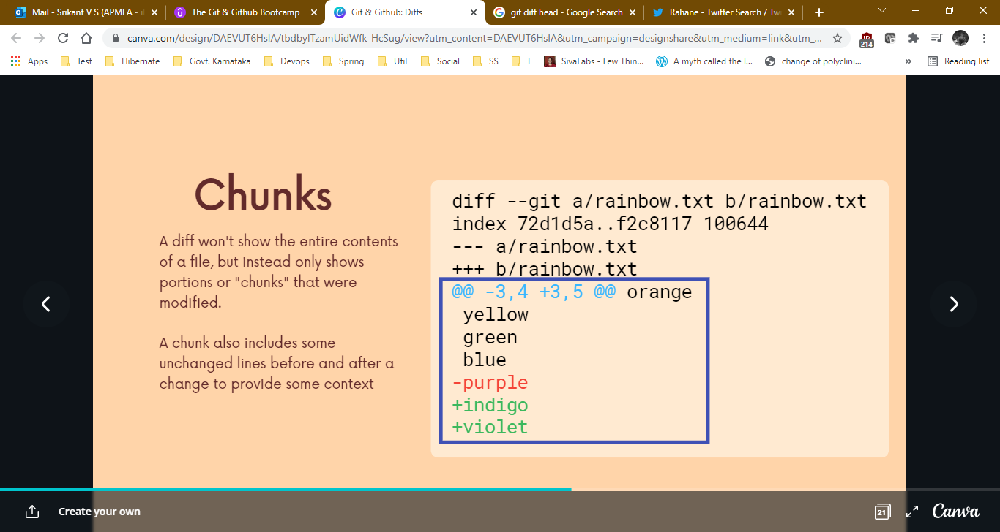 Mail - Srikant V S (APMEA - i
The Git & Github Bootcamp
Git & Github: Diffs
git diff head - Google Search
Rahane - Twitter Search / Tw
canva.com/design/DAEVUT6HsIA/tbdbyITzamUidWfk-HcSug/view?utm_content=DAEVUT6HsIA&utm_campaign=designshare&utm_medium=link&utm_...
214
Apps
Test
Hibernate
Govt. Karnataka
Devops
Spring
Util
Social
SS
F
SivaLabs - Few Thin...
A myth called the I...
change of polyclini...
»
Reading list
Chunks
A diff won't show the entire contents
of a file, but instead only shows
portions or "chunks" that were
modified.
A chunk also includes some
unchanged lines before and after a
change to provide some context
diff --git a/rainbow.txt b/rainbow.txt
index 72d1d5a..f2c8117 100644
--- a/rainbow.txt
+++ b/rainbow.txt
@@ -3,4 +3,5 @@ orange
 yellow
 green
 blue
-purple
+indigo
+violet
Create your own
21
Canva